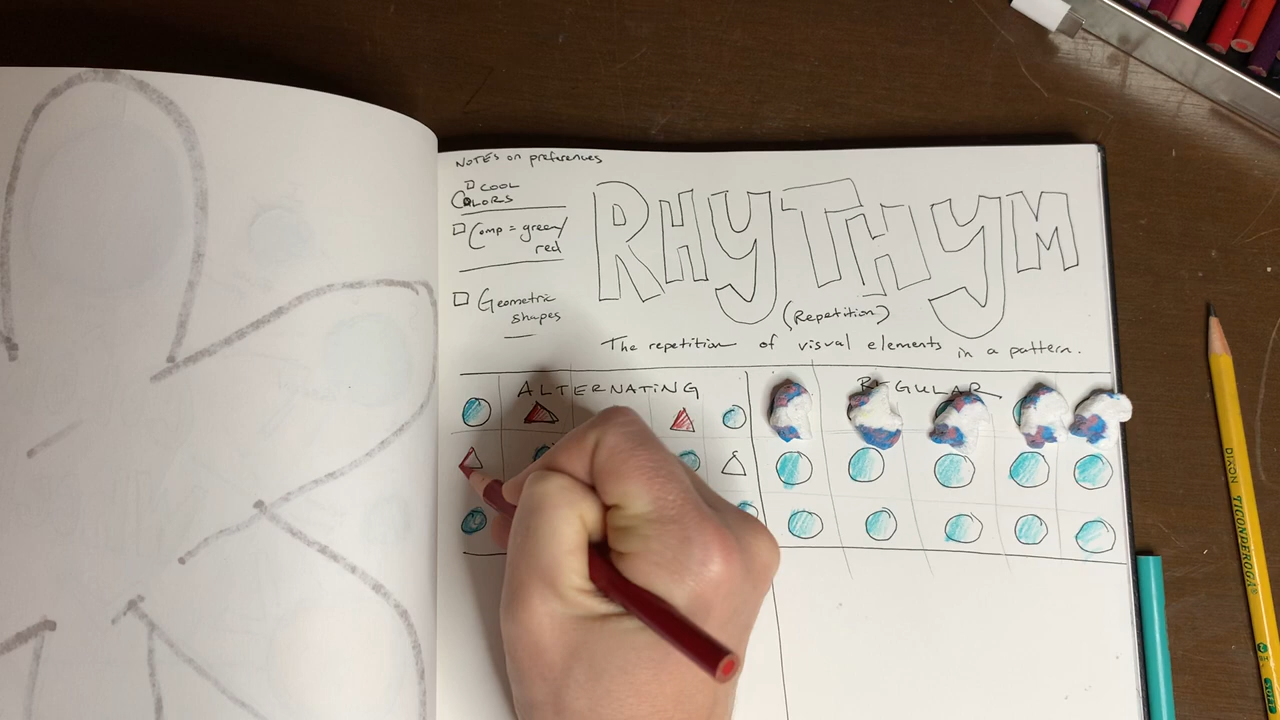 NOTES on preferences
COOL
COLORS
Comp = green/
red
Geometric
shapes
RHYTHYM
(Repetition)
The repetition of visual elements in a pattern.
ALTERNATING
REGULAR
DIXON TICONDEROGA